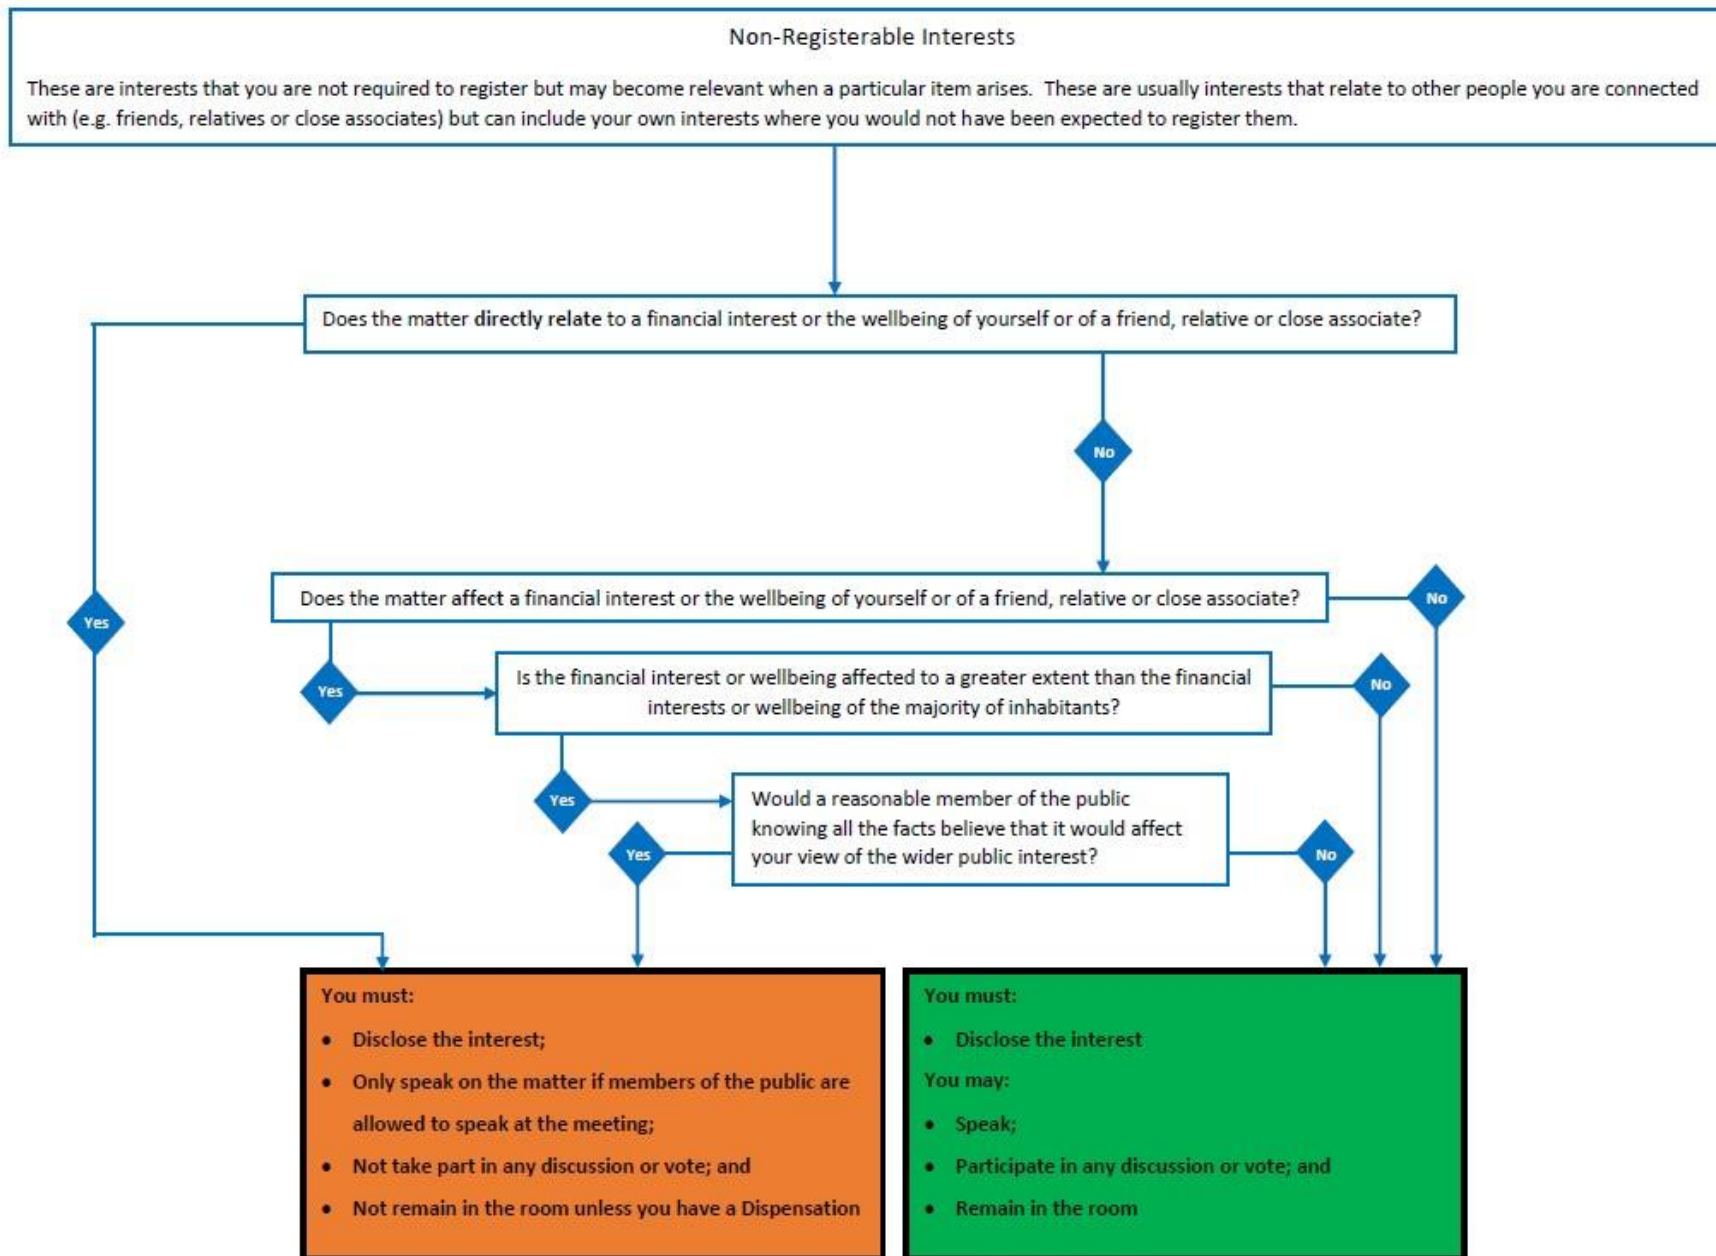 Non-Registerable Interests
These are interests that you are not required to register but may become relevant when a particular item arises. These are usually interests that relate to other people you are connected
with (e.g. friends, relatives or close associates) but can include your own interests where you would not have been expected to register them.
Does the matter directly relate to a financial interest or the wellbeing of yourself or of a friend, relative or close associate?
No
Does the matter affect a financial interest or the wellbeing of yourself or of a friend, relative or close associate?
No
Yes
Yes
Is the financial interest or wellbeing affected to a greater extent than the financial
interests or wellbeing of the majority of inhabitants?
No
Yes
Would a reasonable member of the public
knowing all the facts believe that it would affect
your view of the wider public interest?
Yes
No
You must:
• Disclose the interest;
• Only speak on the matter if members of the public are
allowed to speak at the meeting;
• Not take part in any discussion or vote; and
• Not remain in the room unless you have a Dispensation
You must:
• Disclose the interest
You may:
• Speak;
• Participate in any discussion or vote; and
• Remain in the room